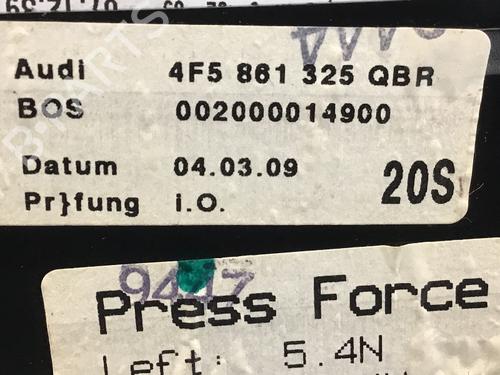 Audi 4F5 861 325 QBR
BOS 002000014900
Datum 04.03.09
Pr}fung i.O.
20S
9447
Press Force
Left: 5.4N